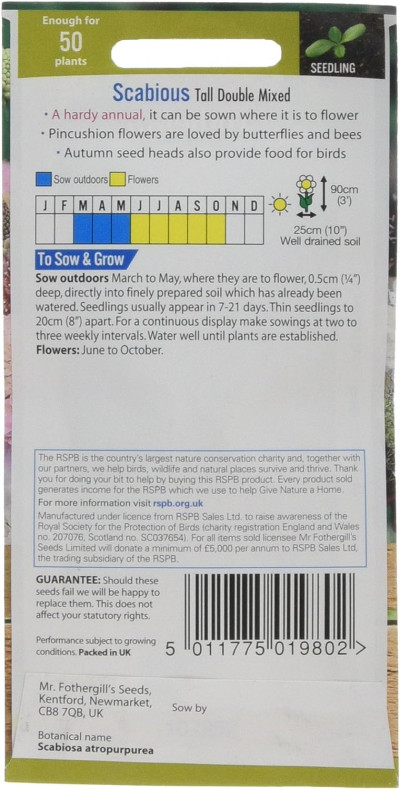 Enough for
50
plants
SEEDLING
Scabious Tall Double Mixed
• A hardy annual, it can be sown where it is to flower
• Pincushion flowers are loved by butterflies and bees
• Autumn seed heads also provide food for birds
Sow outdoors Flowers
J F M A M J J A S O N D
90cm
(3')
25cm (10")
Well drained soil
To Sow & Grow
Sow outdoors March to May, where they are to flower, 0.5cm (¼")
deep, directly into finely prepared soil which has already been
watered. Seedlings usually appear in 7-21 days. Thin seedlings to
20cm (8") apart. For a continuous display make sowings at two to
three weekly intervals. Water well until plants are established.
Flowers: June to October.
The RSPB is the country's largest nature conservation charity and, together with
our partners, we help birds, wildlife and natural places survive and thrive. Thank
you for doing your bit to help by buying this RSPB product. Every product sold
generates income for the RSPB which we use to help Give Nature a Home.
For more information visit rspb.org.uk
Manufactured under licence from RSPB Sales Ltd. to raise awareness of the
Royal Society for the Protection of Birds (charity registration England and Wales
no. 207076, Scotland no. SC037654). For all items sold licensee Mr Fothergill's
Seeds Limited will donate a minimum of £5,000 per annum to RSPB Sales Ltd,
the trading subsidiary of the RSPB.
GUARANTEE: Should these
seeds fail we will be happy to
replace them. This does not
affect your statutory rights.
Performance subject to growing
conditions. Packed in UK
5 011775 019802 >
Mr. Fothergill's Seeds,
Kentford, Newmarket,
CB8 7QB, UK
Sow by
Botanical name
Scabiosa atropurpurea